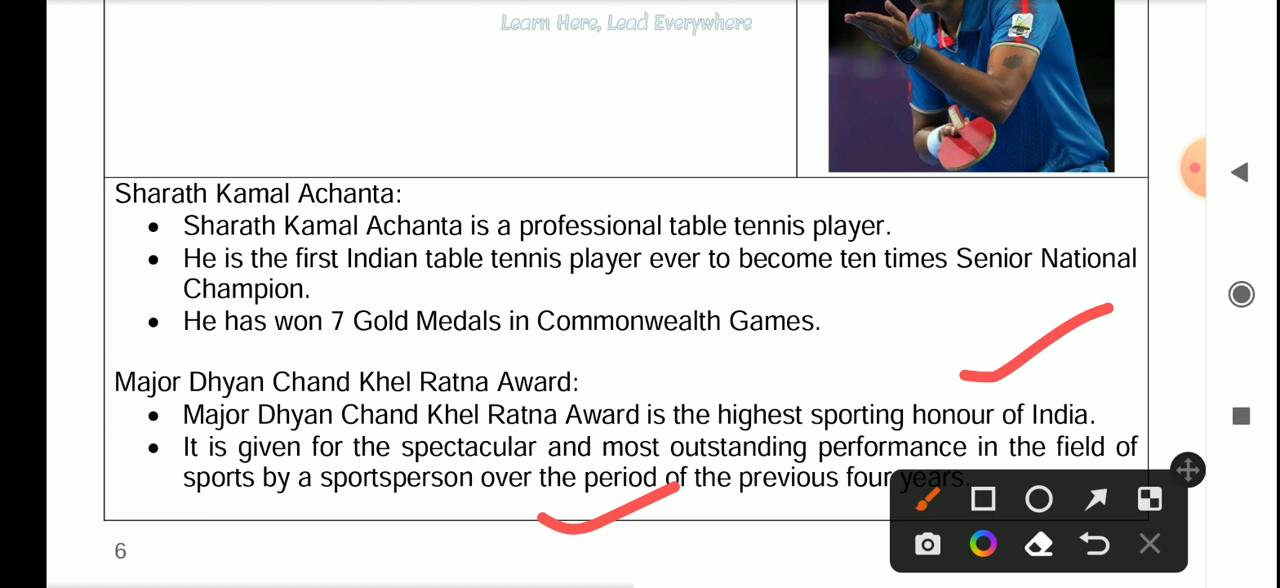 Learn Here, Lead Everywhere
Sharath Kamal Achanta:
• Sharath Kamal Achanta is a professional table tennis player.
• He is the first Indian table tennis player ever to become ten times Senior National
Champion.
• He has won 7 Gold Medals in Commonwealth Games.
Major Dhyan Chand Khel Ratna Award:
• Major Dhyan Chand Khel Ratna Award is the highest sporting honour of India.
• It is given for the spectacular and most outstanding performance in the field of
sports by a sportsperson over the period of the previous four years.
6